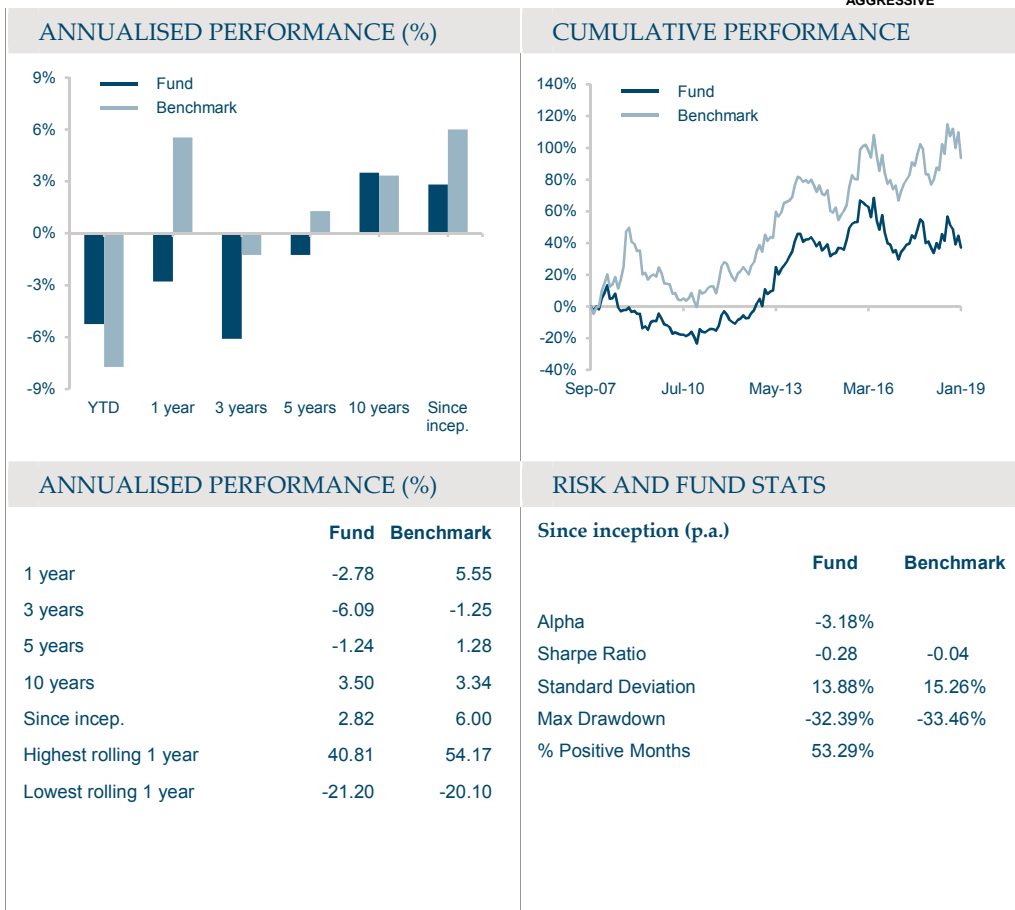 AGGRESSIVE
ANNUALISED PERFORMANCE (%)
Fund
Benchmark
9%
6%
3%
0%
-3%
-6%
-9%
YTD 1 year 3 years 5 years 10 years Since
incep.
CUMULATIVE PERFORMANCE
Fund
Benchmark
140%
120%
100%
80%
60%
40%
20%
0%
-20%
-40%
Sep-07 Jul-10 May-13 Mar-16 Jan-19
ANNUALISED PERFORMANCE (%)
Fund Benchmark
1 year -2.78 5.55
3 years -6.09 -1.25
5 years -1.24 1.28
10 years 3.50 3.34
Since incep. 2.82 6.00
Highest rolling 1 year 40.81 54.17
Lowest rolling 1 year -21.20 -20.10
RISK AND FUND STATS
Since inception (p.a.)
Fund Benchmark
Alpha -3.18%
Sharpe Ratio -0.28 -0.04
Standard Deviation 13.88% 15.26%
Max Drawdown -32.39% -33.46%
% Positive Months 53.29%